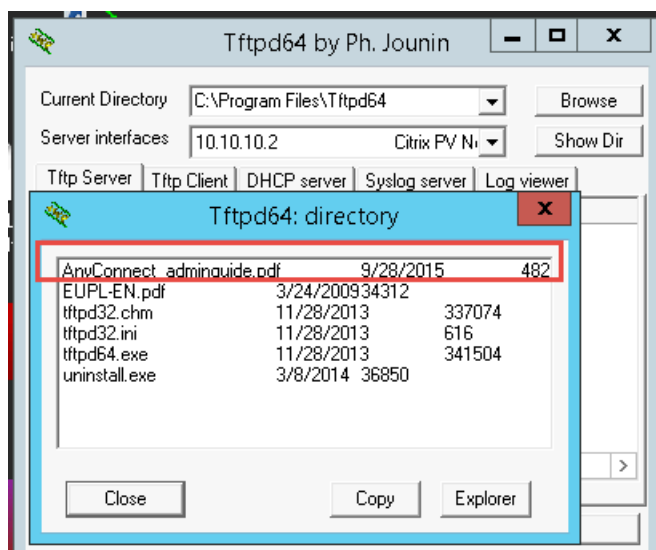 Tftpd64 by Ph. Jounin
Current Directory C:\Program Files\Tftpd64 Browse
Server interfaces 10.10.10.2 Citrix PV Show Dir
Tftp Server Tftp Client DHCP server Syslog server Log viewer
Tftpd64: directory
AnyConnect_adminguide.pdf 9/28/2015 482
EUPL-EN.pdf 3/24/2009 34312
tftpd32.chm 11/28/2013 337074
tftpd32.ini 11/28/2013 616
tftpd64.exe 11/28/2013 341504
uninstall.exe 3/8/2014 36850
Close Copy Explorer